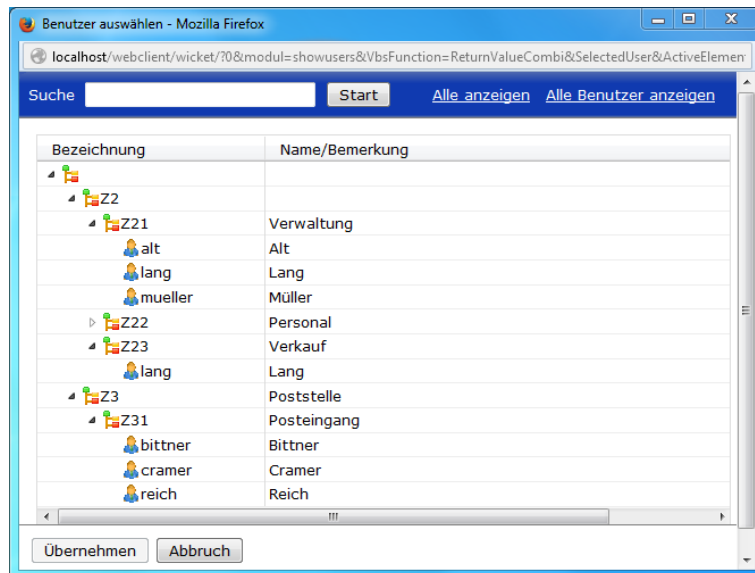 Benutzer auswählen - Mozilla Firefox
localhost/webclient/wicket/?0&modul=showusers&VbsFunction=ReturnValueCombi&SelectedUser&ActiveElemen
Suche Start Alle anzeigen Alle Benutzer anzeigen
Bezeichnung Name/Bemerkung
Z2
Z21 Verwaltung
alt Alt
lang Lang
mueller Müller
Z22 Personal
Z23 Verkauf
lang Lang
Z3 Poststelle
Z31 Posteingang
bittner Bittner
cramer Cramer
reich Reich
Übernehmen Abbruch